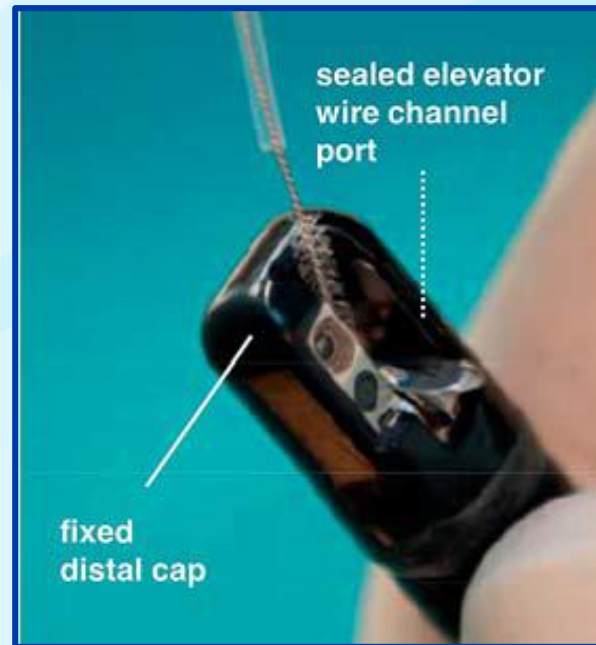 sealed elevator
wire channel
port
fixed
distal cap